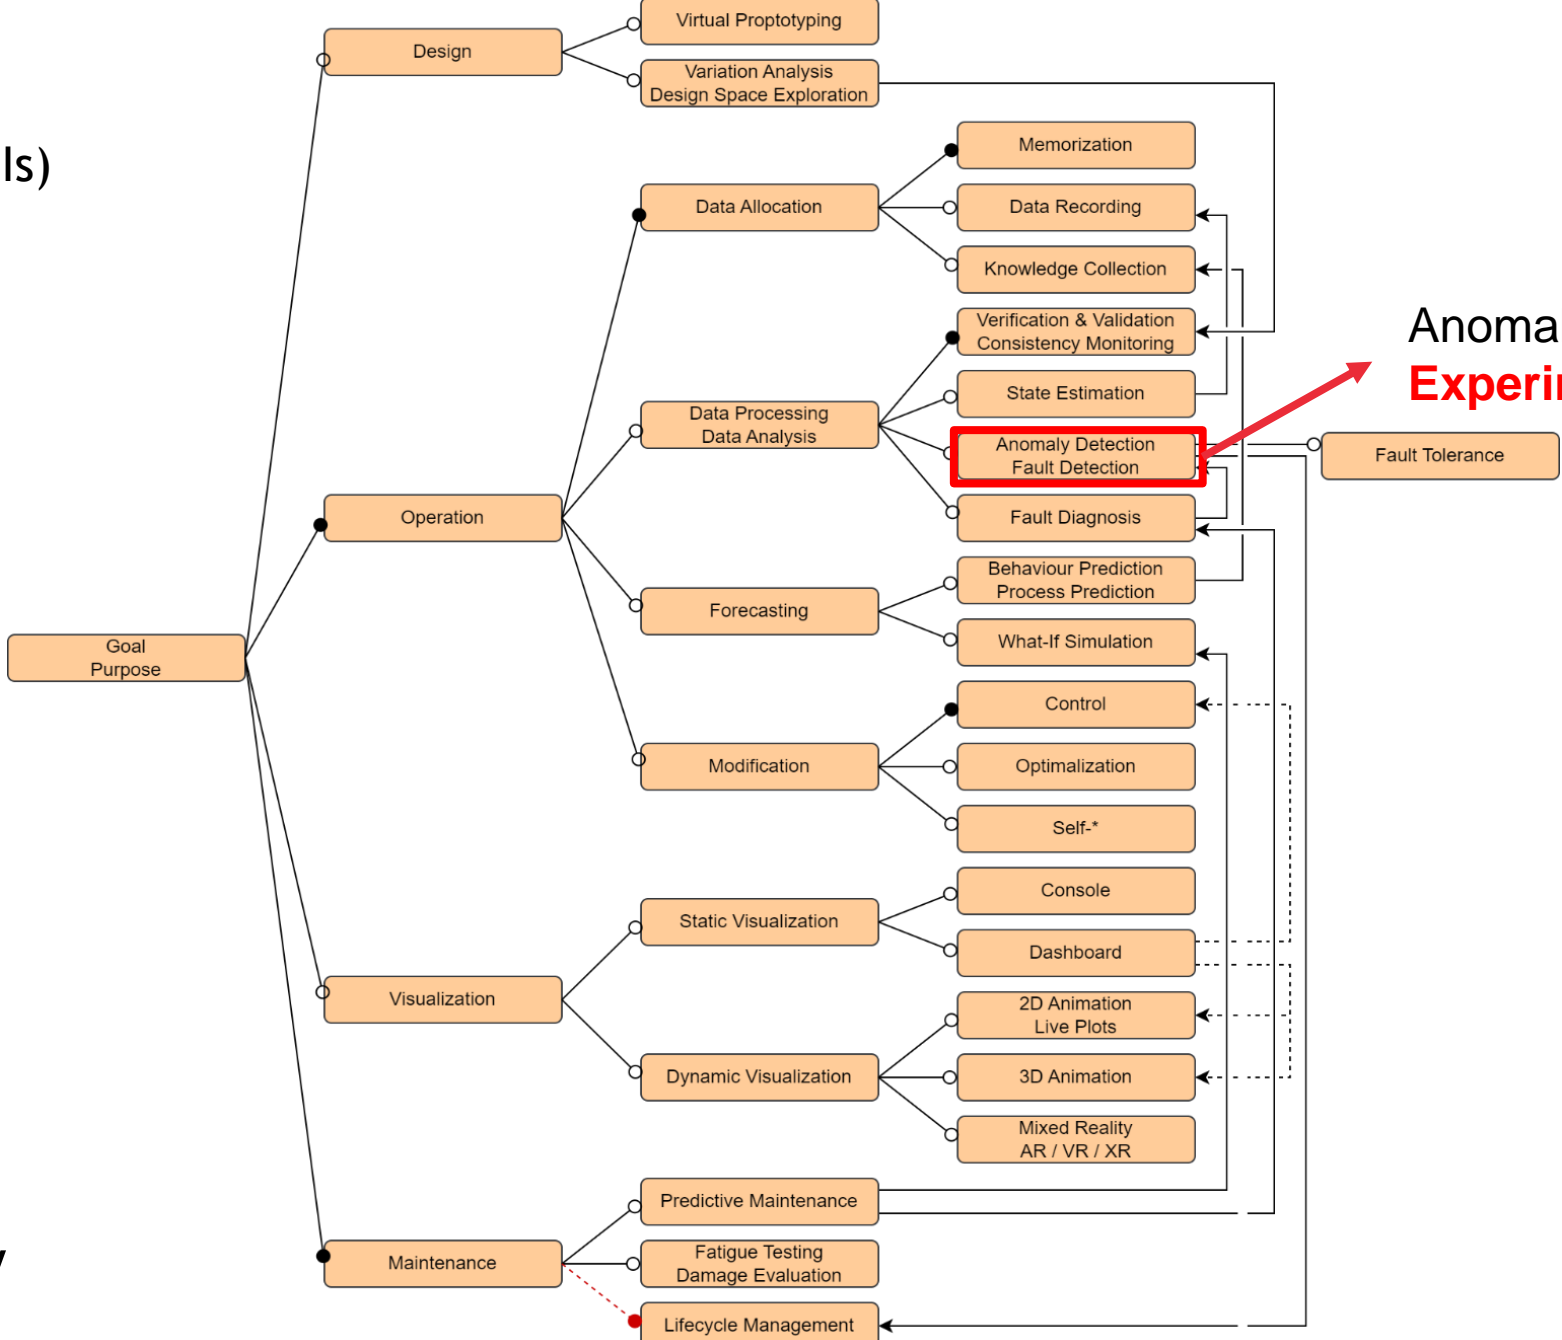 Virtual Proptotyping
Design
Variation Analysis
Design Space Exploration
ls)
Memorization
Data Allocation
Data Recording
Knowledge Collection
Verification & Validation
Consistency Monitoring
State Estimation
Data Processing
Data Analysis
Anomaly Detection
Fault Detection
Fault Tolerance
Fault Diagnosis
Operation
Behaviour Prediction
Process Prediction
Forecasting
What-If Simulation
Goal
Purpose
Control
Modification
Optimalization
Self-*
Console
Static Visualization
Dashboard
Visualization
2D Animation
Live Plots
Dynamic Visualization
3D Animation
Mixed Reality
AR / VR / XR
Predictive Maintenance
Maintenance
Fatigue Testing
Damage Evaluation
Lifecycle Management